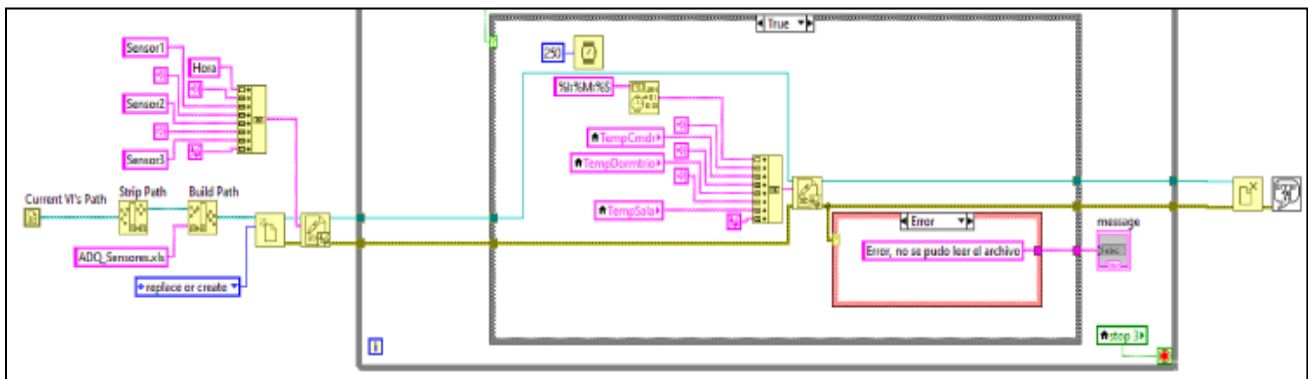 True
250
Sensor1
Hora
%I:%M:%S
Sensor2
TempCmdr
Sensor3
TempDormtrio
Strip Path
Build Path
Current VI's Path
TempSala
Error
message
ADQ_Sensores.xls
Error, no se pudo leer el archivo
replace or create
stop 3
i